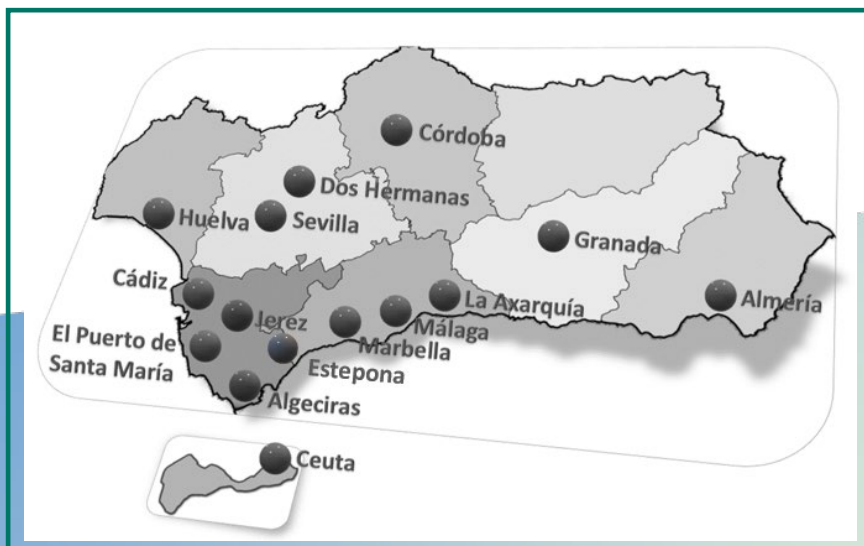 Córdoba
Dos Hermanas
Huelva
Sevilla
Granada
Cádiz
La Axarquía
Almería
Jerez
Málaga
El Puerto de
Santa María
Marbella
Estepona
Algeciras
Ceuta